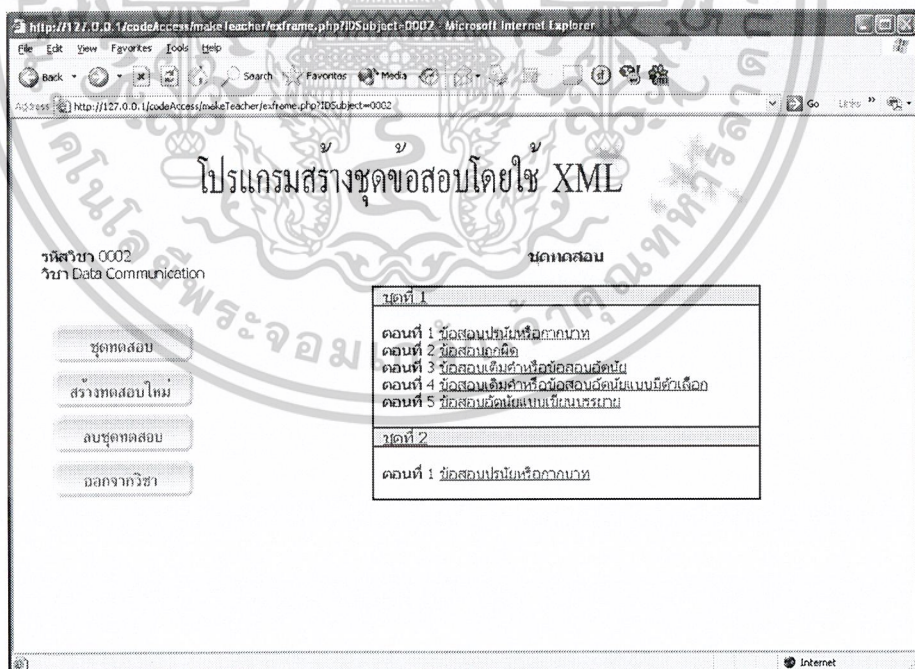 http://127.0.0.1/codeAccess/makeTeacher/exframe.php?IDSubject=0002 - Microsoft Internet Explorer
File Edit View Favorites Tools Help
Back Search Favorites Media
Address http://127.0.0.1/codeAccess/makeTeacher/exframe.php?IDSubject=0002 Go Links »
โปรแกรมสร้างชุดข้อสอบโดยใช้ XML
รหัสวิชา 0002
วิชา Data Communication
ชุดทดสอบ
สร้างทดสอบใหม่
ลบชุดทดสอบ
ออกจากวิชา
ชุดทดสอบ
ชุดที่ 1
ตอนที่ 1 ข้อสอบปรนัยหรือกากบาท
ตอนที่ 2 ข้อสอบถูกผิด
ตอนที่ 3 ข้อสอบเติมคำหรือข้อสอบอัตนัย
ตอนที่ 4 ข้อสอบเติมคำหรือข้อสอบอัตนัยแบบมีตัวเลือก
ตอนที่ 5 ข้อสอบอัตนัยแบบเขียนบรรยาย
ชุดที่ 2
ตอนที่ 1 ข้อสอบปรนัยหรือกากบาท
Internet